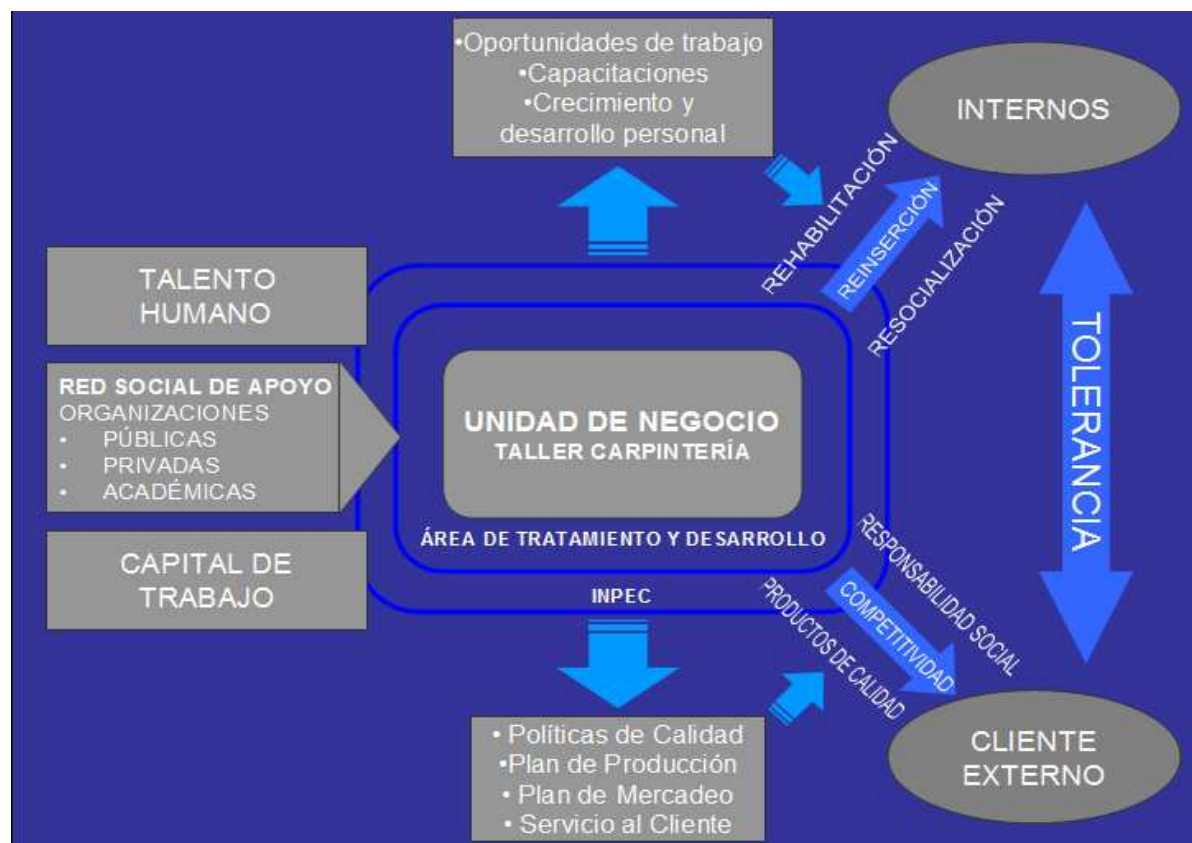 •Oportunidades de trabajo
•Capacitaciones
•Crecimiento y
desarrollo personal
INTERNOS
REHABILITACIÓN
REINSERCIÓN
RESOCIALIZACIÓN
TALENTO
HUMANO
RED SOCIAL DE APOYO
ORGANIZACIONES
• PÚBLICAS
• PRIVADAS
• ACADÉMICAS
CAPITAL DE
TRABAJO
UNIDAD DE NEGOCIO
TALLER CARPINTERÍA
ÁREA DE TRATAMIENTO Y DESARROLLO
INPEC
TOLERANCIA
RESPONSABILIDAD SOCIAL
COMPETITIVIDAD
PRODUCTOS DE CALIDAD
• Políticas de Calidad
•Plan de Producción
• Plan de Mercadeo
• Servicio al Cliente
CLIENTE
EXTERNO